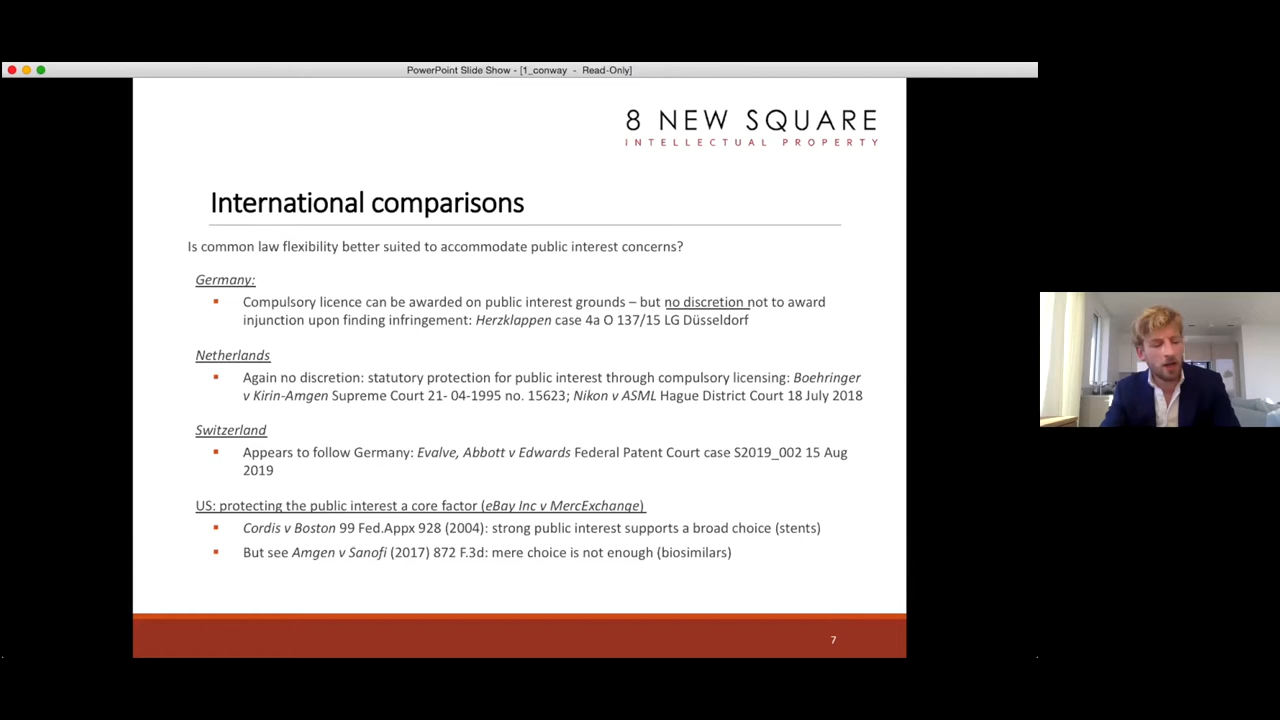 PowerPoint Slide Show - [1_conway - Read-Only]
8 NEW SQUARE
INTELLECTUAL PROPERTY
International comparisons
Is common law flexibility better suited to accommodate public interest concerns?
Germany:
▪ Compulsory licence can be awarded on public interest grounds – but no discretion not to award
injunction upon finding infringement: Herzklappen case 4a O 137/15 LG Düsseldorf
Netherlands
▪ Again no discretion: statutory protection for public interest through compulsory licensing: Boehringer
v Kirin-Amgen Supreme Court 21- 04-1995 no. 15623; Nikon v ASML Hague District Court 18 July 2018
Switzerland
▪ Appears to follow Germany: Evalve, Abbott v Edwards Federal Patent Court case S2019_002 15 Aug
2019
US: protecting the public interest a core factor (eBay Inc v MercExchange)
▪ Cordis v Boston 99 Fed.Appx 928 (2004): strong public interest supports a broad choice (stents)
▪ But see Amgen v Sanofi (2017) 872 F.3d: mere choice is not enough (biosimilars)
7